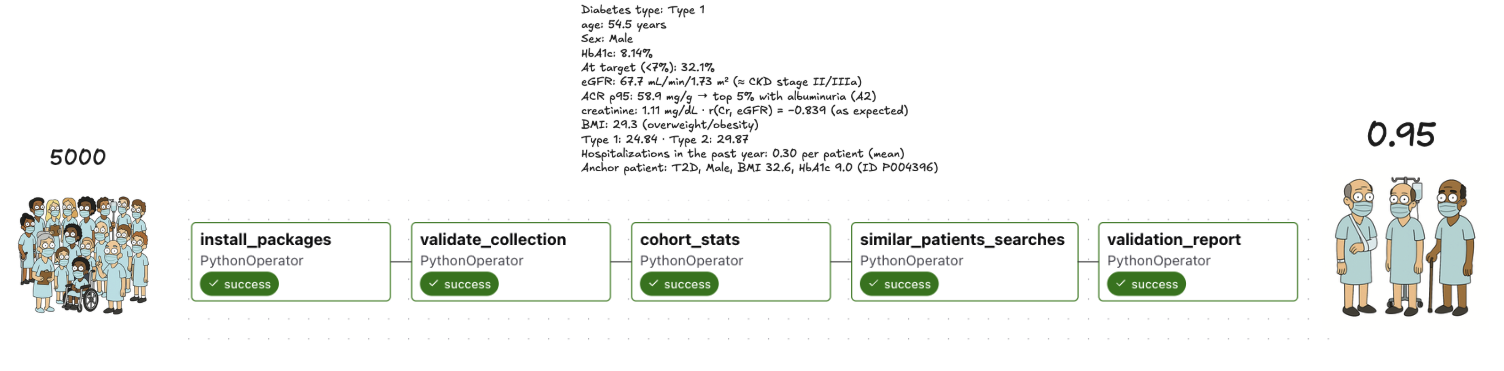 Diabetes type: Type 1
age: 54.5 years
Sex: Male
HbA1c: 8.14%
At target (<7%): 32.1%
eGFR: 67.7 mL/min/1.73 m² (≈ CKD stage II/IIIa)
ACR p95: 58.9 mg/g → top 5% with albuminuria (A2)
creatinine: 1.11 mg/dL · r(Cr, eGFR) = −0.839 (as expected)
BMI: 29.3 (overweight/obesity)
Type 1: 24.84 · Type 2: 29.87
Hospitalizations in the past year: 0.30 per patient (mean)
Anchor patient: T2D, Male, BMI 32.6, HbA1c 9.0 (ID P004396)
5000
0.95
install_packages
PythonOperator
success
validate_collection
PythonOperator
success
cohort_stats
PythonOperator
success
similar_patients_searches
PythonOperator
success
validation_report
PythonOperator
success